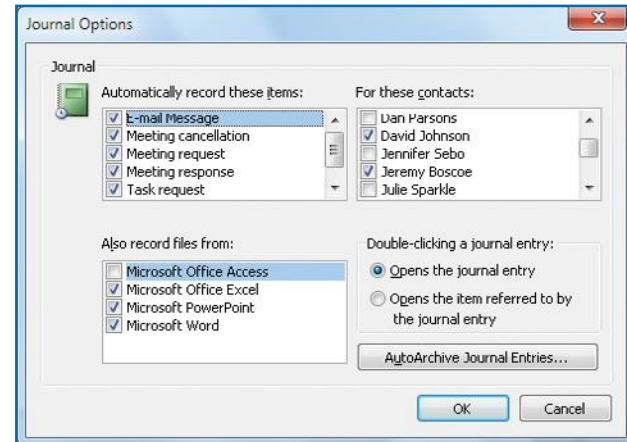 Journal Options
Journal
Automatically record these items:
E-mail Message
Meeting cancellation
Meeting request
Meeting response
Task request
For these contacts:
Dan Parsons
David Johnson
Jennifer Sebo
Jeremy Boscoe
Julie Sparkle
Also record files from:
Microsoft Office Access
Microsoft Office Excel
Microsoft PowerPoint
Microsoft Word
Double-clicking a journal entry:
Opens the journal entry
Opens the item referred to by
the journal entry
AutoArchive Journal Entries...
OK
Cancel